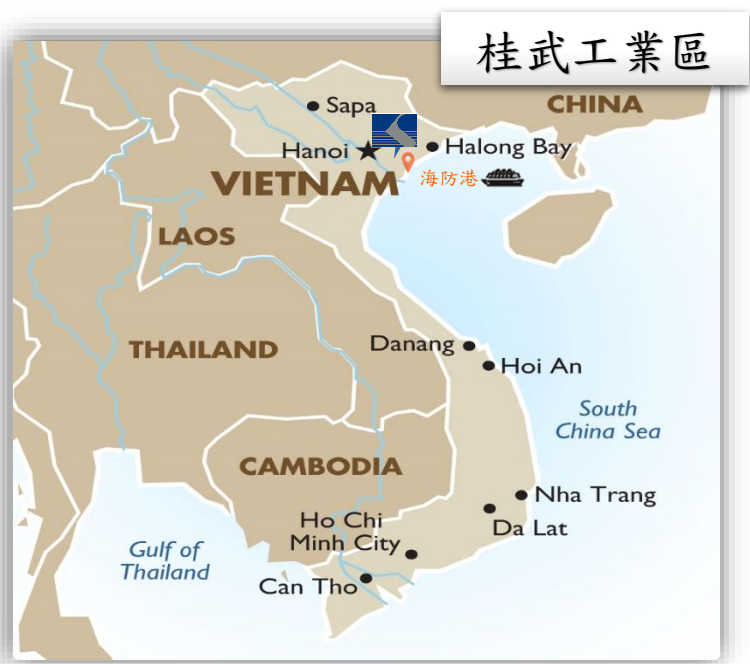 桂武工業區
CHINA
Sapa
Hanoi
Halong Bay
VIETNAM
海防港
LAOS
THAILAND
Danang
Hoi An
South
China Sea
CAMBODIA
Nha Trang
Da Lat
Ho Chi
Minh City
Gulf of
Thailand
Can Tho